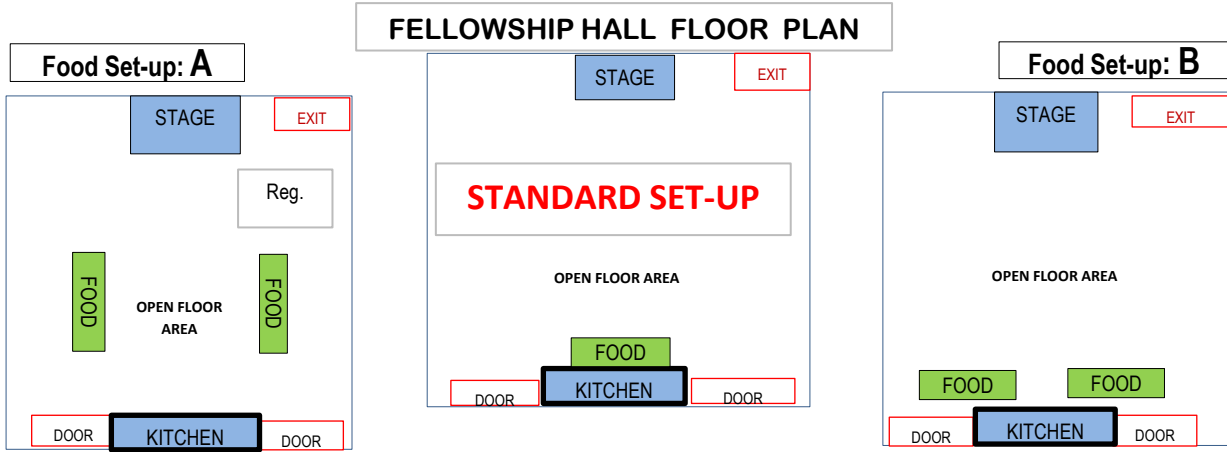 FELLOWSHIP HALL FLOOR PLAN
Food Set-up: A
STAGE
EXIT
Reg.
FOOD
OPEN FLOOR
AREA
FOOD
DOOR
KITCHEN
DOOR
STAGE
EXIT
STANDARD SET-UP
OPEN FLOOR AREA
FOOD
DOOR
KITCHEN
DOOR
Food Set-up: B
STAGE
EXIT
OPEN FLOOR AREA
FOOD
FOOD
DOOR
KITCHEN
DOOR